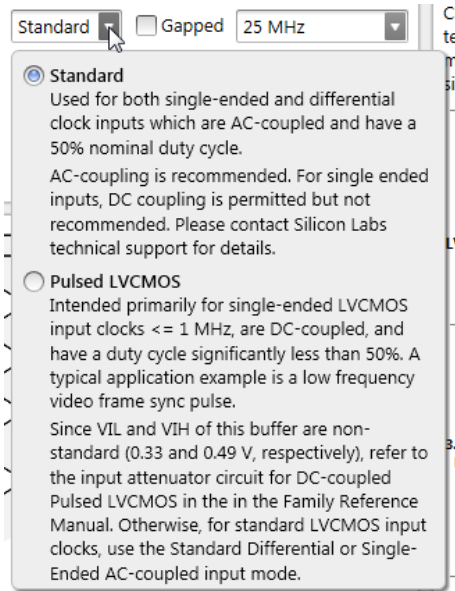 Standard Gapped 25 MHz
Standard
Used for both single-ended and differential
clock inputs which are AC-coupled and have a
50% nominal duty cycle.
AC-coupling is recommended. For single ended
inputs, DC coupling is permitted but not
recommended. Please contact Silicon Labs
technical support for details.
Pulsed LVCMOS
Intended primarily for single-ended LVCMOS
input clocks <= 1 MHz, are DC-coupled, and
have a duty cycle significantly less than 50%. A
typical application example is a low frequency
video frame sync pulse.
Since VIL and VIH of this buffer are non-
standard (0.33 and 0.49 V, respectively), refer to
the input attenuator circuit for DC-coupled
Pulsed LVCMOS in the in the Family Reference
Manual. Otherwise, for standard LVCMOS input
clocks, use the Standard Differential or Single-
Ended AC-coupled input mode.